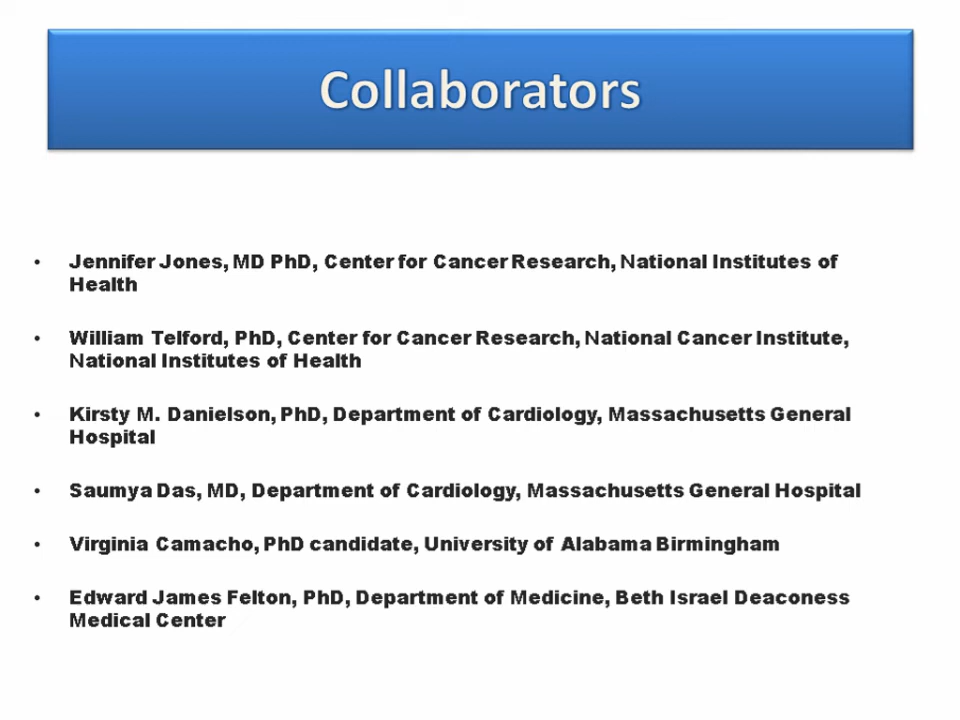 Collaborators
• Jennifer Jones, MD PhD, Center for Cancer Research, National Institutes of
Health
• William Telford, PhD, Center for Cancer Research, National Cancer Institute,
National Institutes of Health
• Kirsty M. Danielson, PhD, Department of Cardiology, Massachusetts General
Hospital
• Saumya Das, MD, Department of Cardiology, Massachusetts General Hospital
• Virginia Camacho, PhD candidate, University of Alabama Birmingham
• Edward James Felton, PhD, Department of Medicine, Beth Israel Deaconess
Medical Center